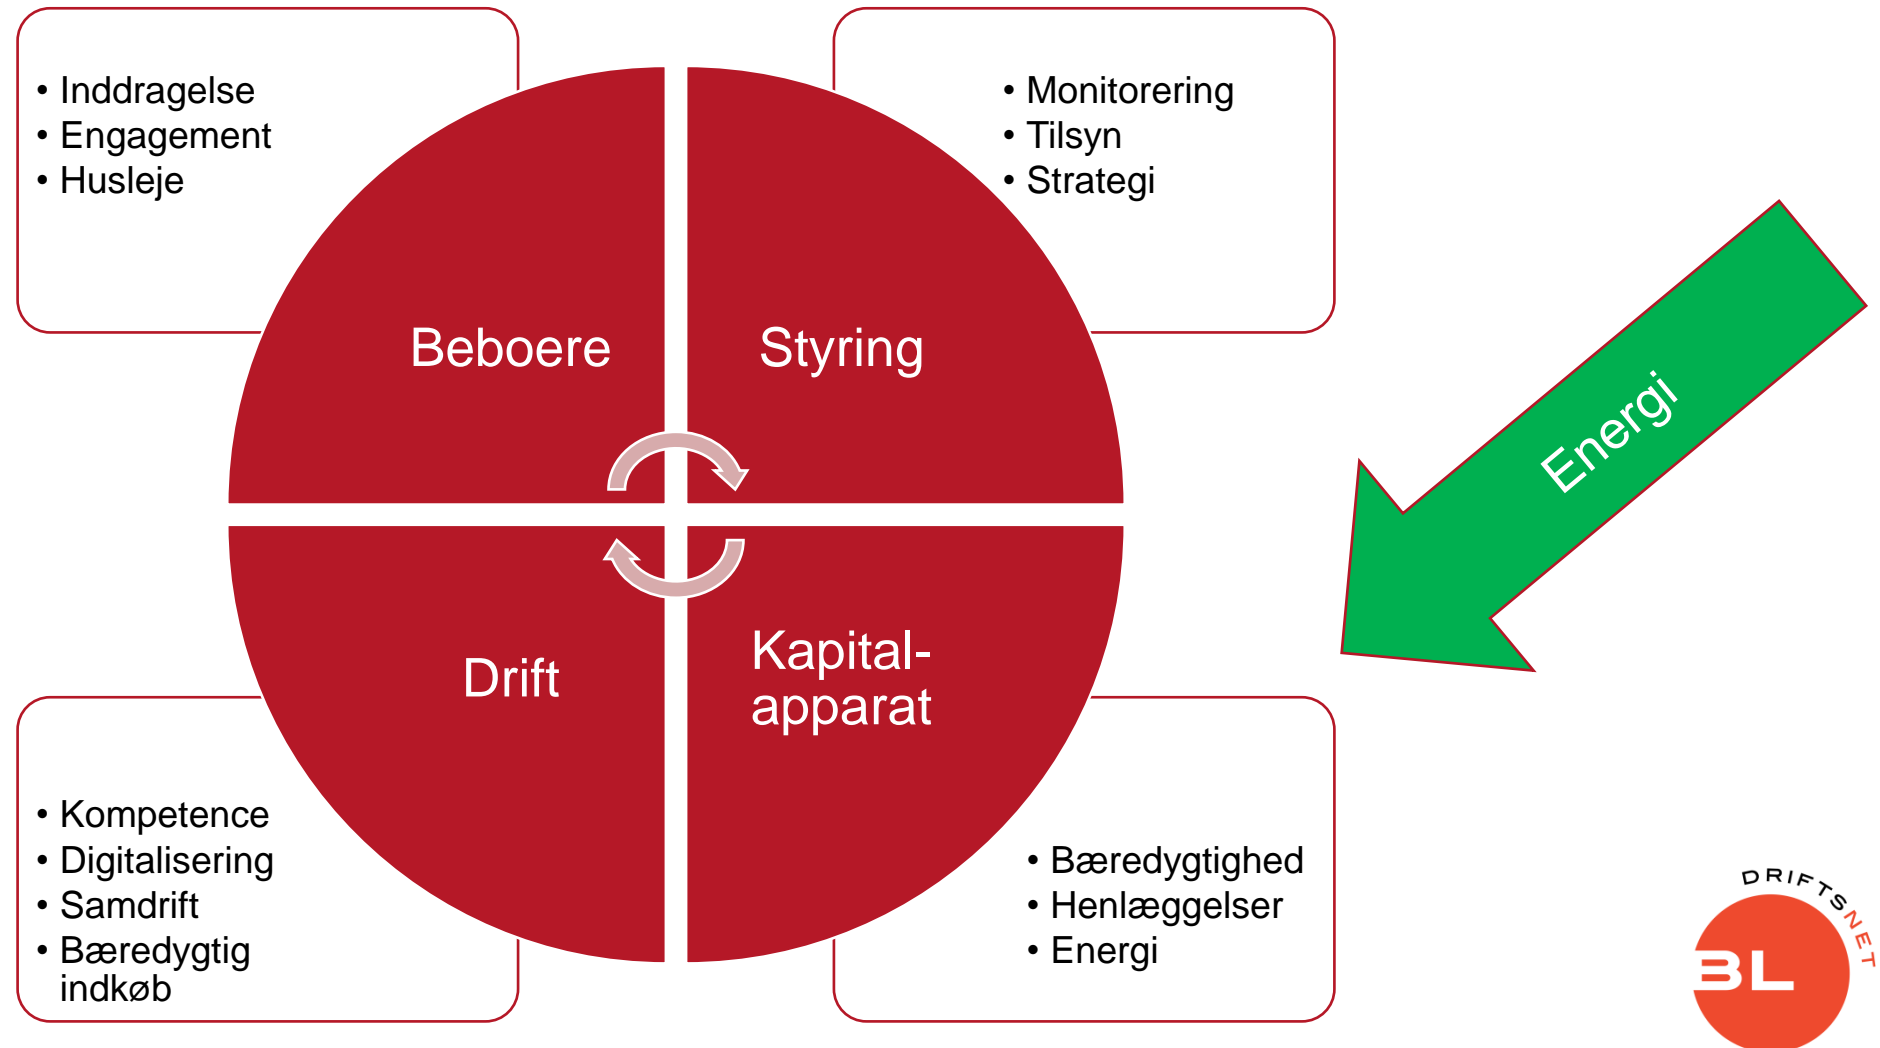 • Inddragelse
• Engagement
• Husleje
• Monitorering
• Tilsyn
• Strategi
Beboere
Styring
Energi
Drift
Kapital-
apparat
• Kompetence
• Digitalisering
• Samdrift
• Bæredygtig
indkøb
• Bæredygtighed
• Henlæggelser
• Energi
DRIFTSNET
BL